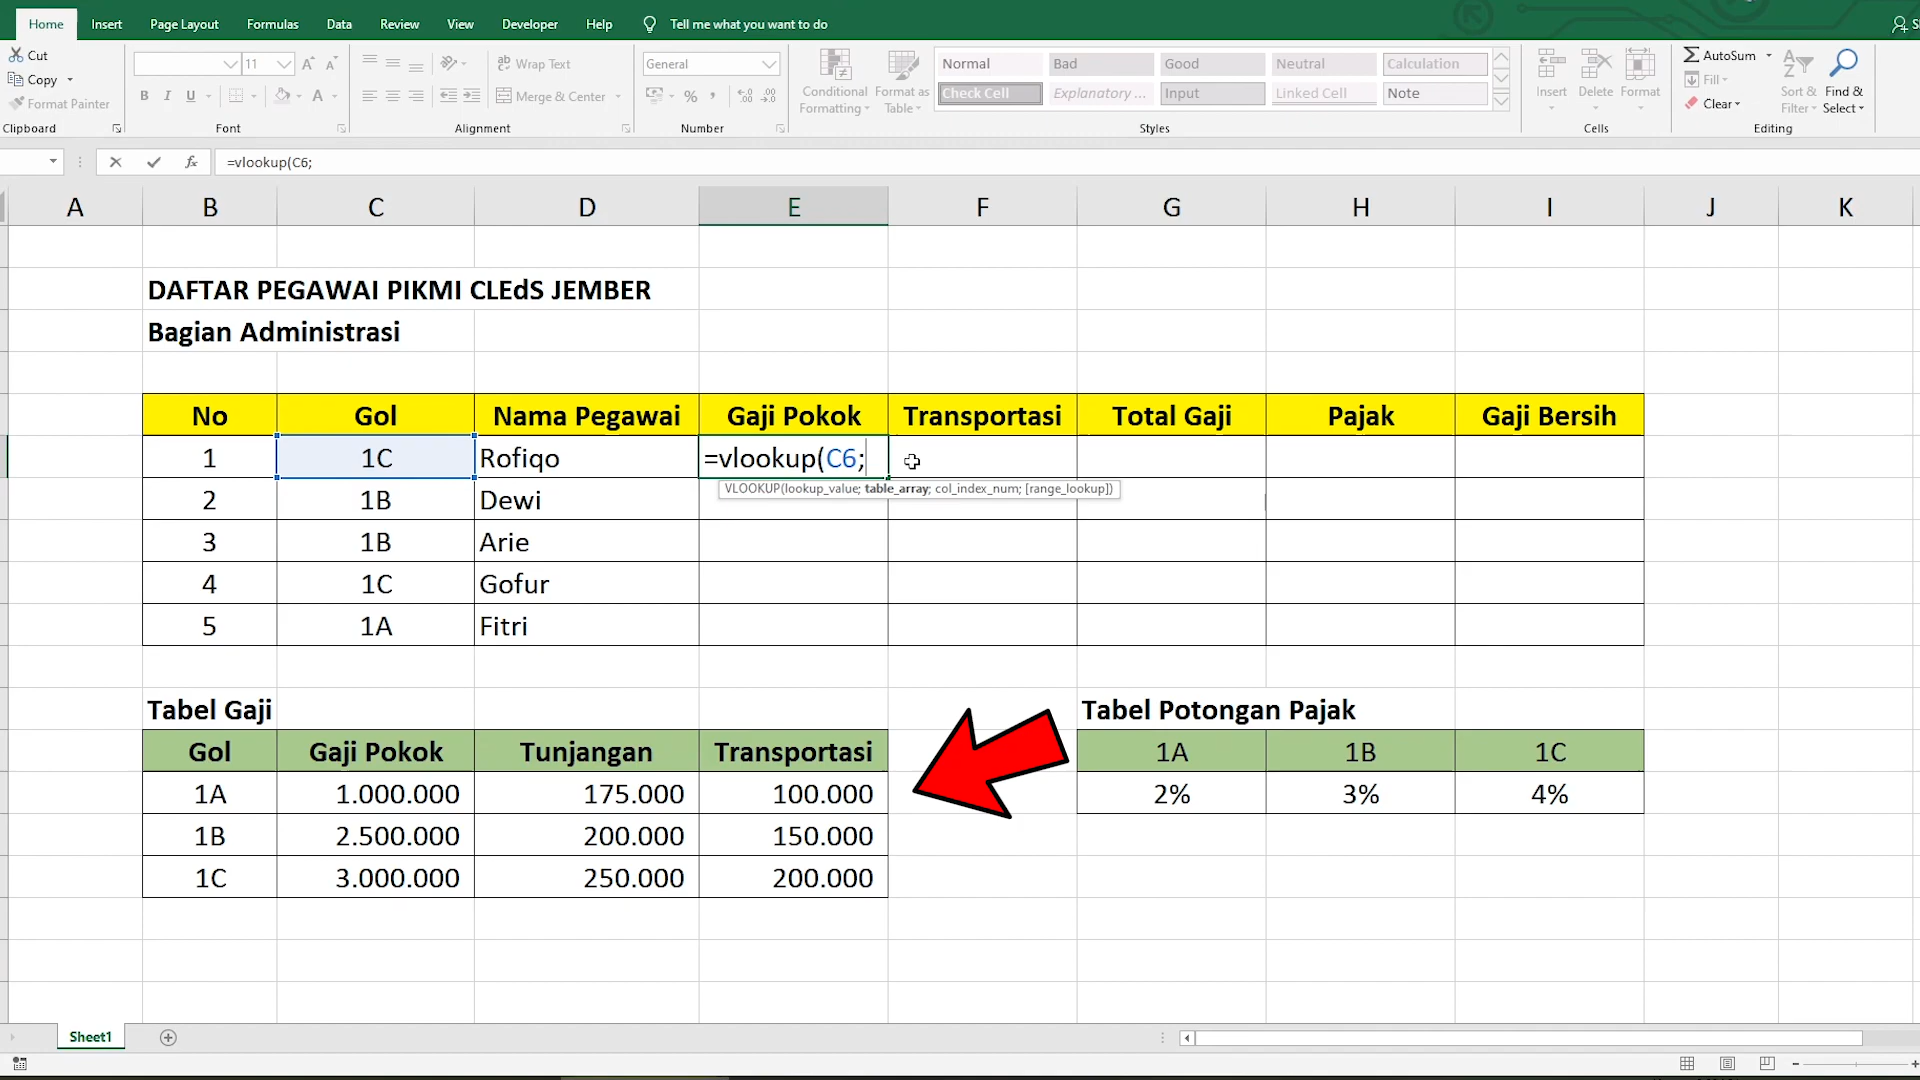 Home Insert Page Layout Formulas Data Review View Developer Help Tell me what you want to do
Cut
Copy
Format Painter
Clipboard
11
B I U
Font
Wrap Text
Merge & Center
Alignment
General
Number
Conditional Formatting
Format as Table
Normal Bad Good Neutral Calculation
Check Cell Explanatory ... Input Linked Cell Note
Styles
Insert Delete Format
Cells
AutoSum
Fill
Clear
Sort & Filter
Find & Select
Editing
fx =vlookup(C6;
A B C D E F G H I J K
DAFTAR PEGAWAI PIKMI CLEdS JEMBER
Bagian Administrasi
No Gol Nama Pegawai Gaji Pokok Transportasi Total Gaji Pajak Gaji Bersih
1 1C Rofiqo =vlookup(C6;
VLOOKUP(lookup_value; table_array; col_index_num; [range_lookup])
2 1B Dewi
3 1B Arie
4 1C Gofur
5 1A Fitri
Tabel Gaji
Gol Gaji Pokok Tunjangan Transportasi
1A 1.000.000 175.000 100.000
1B 2.500.000 200.000 150.000
1C 3.000.000 250.000 200.000
Tabel Potongan Pajak
1A 1B 1C
2% 3% 4%
Sheet1